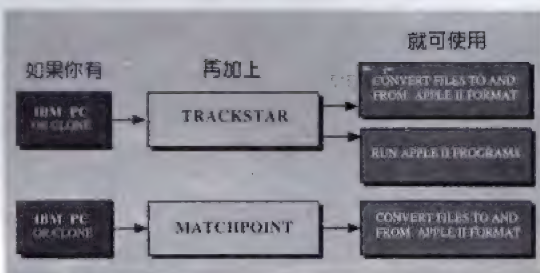 如果你有
再加上
就可使用
IBM PC
OR CLONE
TRACKSTAR
CONVERT FILES TO AND
FROM APPLE II FORMAT
RUN APPLE II PROGRAMS
IBM PC
OR CLONE
MATCHPOINT
CONVERT FILES TO AND
FROM APPLE II FORMAT